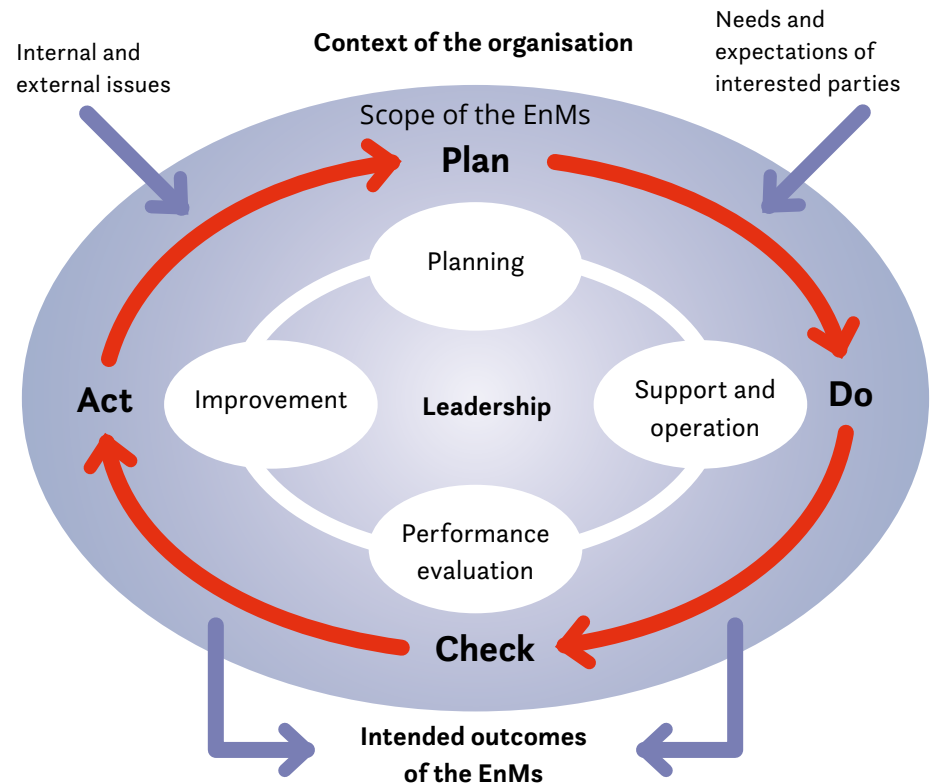 Internal and
external issues
Context of the organisation
Needs and
expectations of
interested parties
Scope of the EnMs
Plan
Planning
Act
Improvement
Leadership
Support and
operation
Do
Performance
evaluation
Check
Intended outcomes
of the EnMs